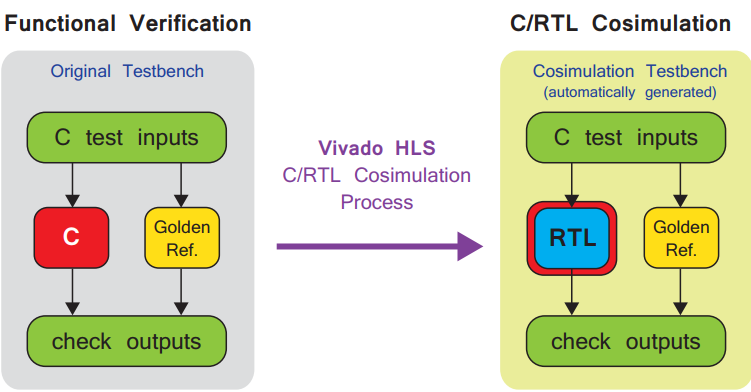 Functional Verification
Original Testbench
C test inputs
C
Golden
Ref.
check outputs
Vivado HLS
C/RTL Cosimulation
Process
C/RTL Cosimulation
Cosimulation Testbench
(automatically generated)
C test inputs
RTL
Golden
Ref.
check outputs